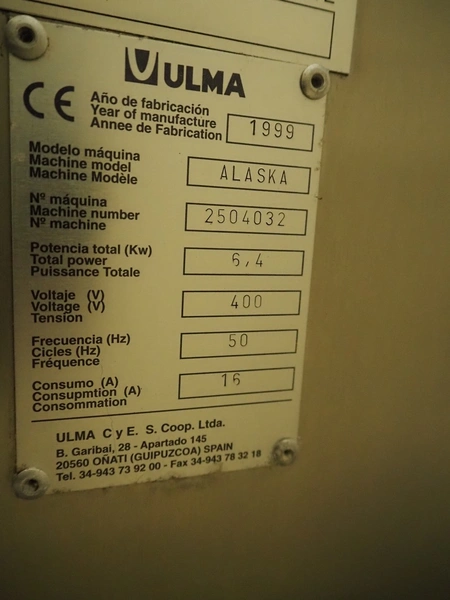 ULMA
CE
Año de fabricación
Year of manufacture 1999
Annee de Fabrication
Modelo máquina
Machine model ALASKA
Machine Modèle
Nº máquina
Machine number 2504032
Nº machine
Potencia total (Kw)
Total power 6,4
Puissance Totale
Voltaje (V)
Voltage (V) 400
Tension
Frecuencia (Hz)
Cicles (Hz) 50
Fréquence
Consumo (A)
Consupmtion (A) 16
Consommation
ULMA C y E. S. Coop. Ltda.
B. Garibai, 28 - Apartado 145
20560 OÑATI (GUIPUZCOA) SPAIN
Tel. 34-943 73 92 00 - Fax 34-943 78 32 18